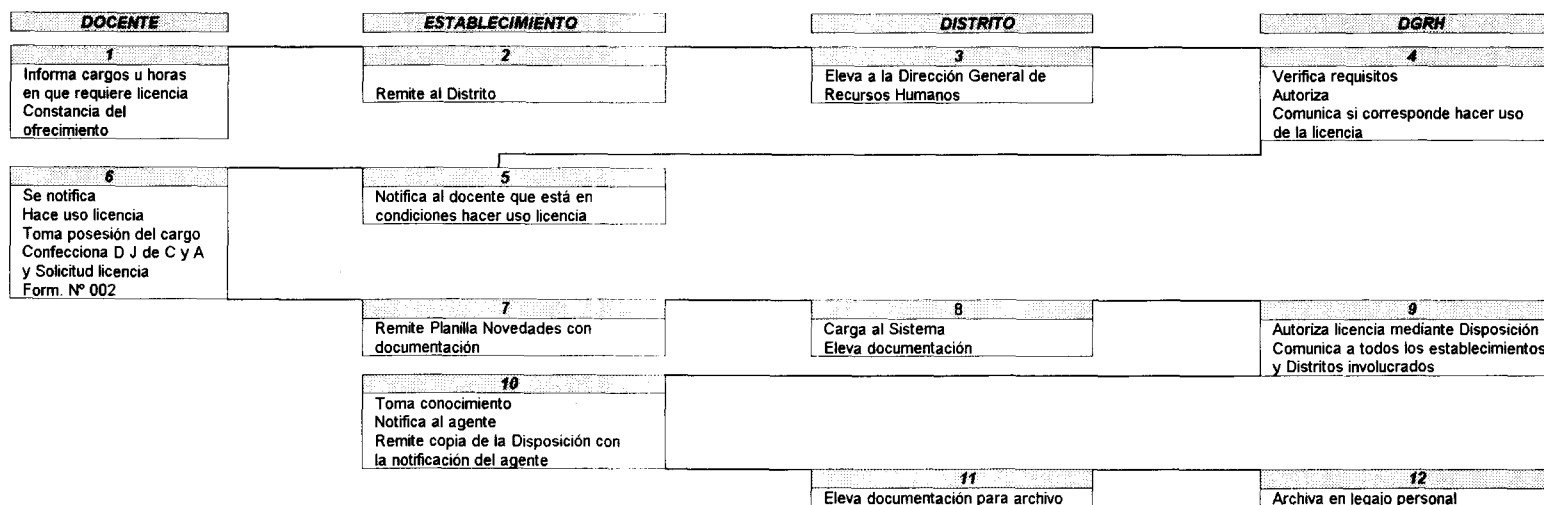 DOCENTE
ESTABLECIMIENTO
DISTRITO
DGRH
1
Informa cargos u horas
en que requiere licencia
Constancia del
ofrecimiento
2
Remite al Distrito
3
Eleva a la Dirección General de
Recursos Humanos
4
Verifica requisitos
Autoriza
Comunica si corresponde hacer uso
de la licencia
6
Se notifica
Hace uso licencia
Toma posesión del cargo
Confecciona D J de C y A
y Solicitud licencia
Form. Nº 002
5
Notifica al docente que está en
condiciones hacer uso licencia
7
Remite Planilla Novedades con
documentación
8
Carga al Sistema
Eleva documentación
9
Autoriza licencia mediante Disposición
Comunica a todos los establecimientos
y Distritos involucrados
10
Toma conocimiento
Notifica al agente
Remite copia de la Disposición con
la notificación del agente
11
Eleva documentación para archivo
12
Archiva en legajo personal